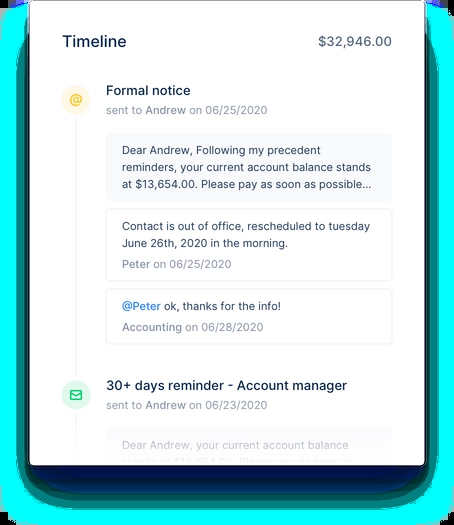 Timeline
$32,946.00
@
Formal notice
sent to Andrew on 06/25/2020
Dear Andrew, Following my precedent
reminders, your current account balance stands
at $13,654.00. Please pay as soon as possible...
Contact is out of office, rescheduled to tuesday
June 26th, 2020 in the morning.
Peter on 06/25/2020
@Peter ok, thanks for the info!
Accounting on 06/28/2020
30+ days reminder - Account manager
sent to Andrew on 06/23/2020
Dear Andrew, your current account balance